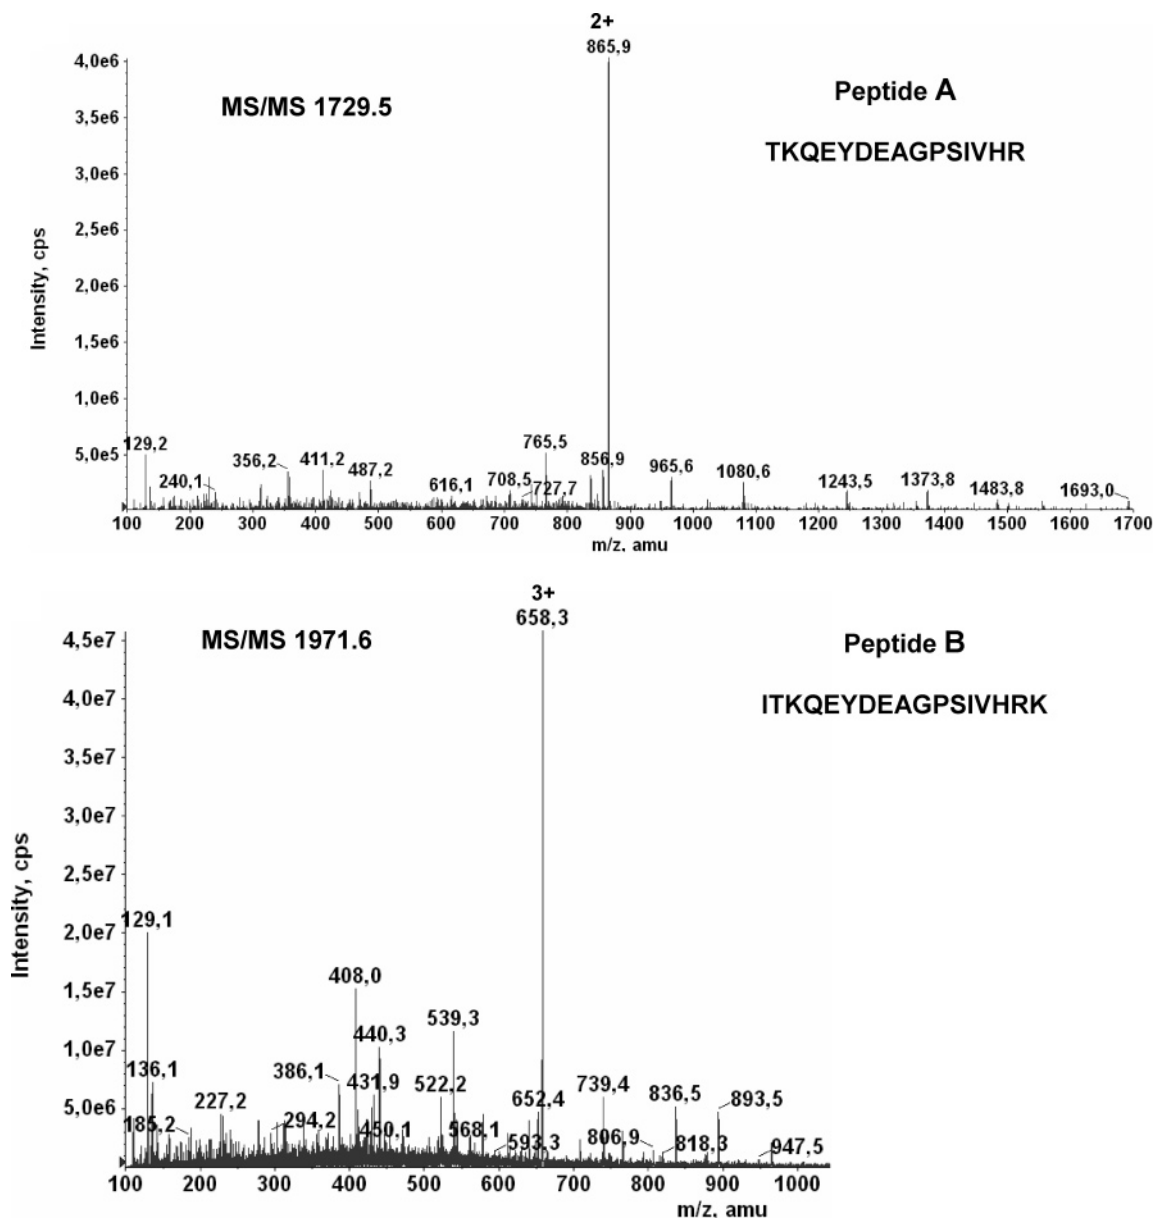 2+
865,9
4,0e6
MS/MS 1729.5
Peptide A
TKQEYDEAGPSIVHR
3,5e6
3,0e6
2,5e6
2,0e6
1,5e6
1,0e6
5,0e5
Intensity, cps
129,2
240,1
356,2
411,2
487,2
616,1
708,5
727,7
765,5
856,9
965,6
1080,6
1243,5
1373,8
1483,8
1693,0
100 200 300 400 500 600 700 800 900 1000 1100 1200 1300 1400 1500 1600 1700
m/z, amu
3+
658,3
4,5e7
MS/MS 1971.6
Peptide B
ITKQEYDEAGPSIVHRK
4,0e7
3,5e7
3,0e7
2,5e7
2,0e7
1,5e7
1,0e7
5,0e6
Intensity, cps
129,1
136,1
185,2
227,2
294,2
386,1
408,0
431,9
440,3
450,1
522,2
539,3
568,1
593,3
652,4
739,4
806,9
818,3
836,5
893,5
947,5
100 200 300 400 500 600 700 800 900 1000
m/z, amu